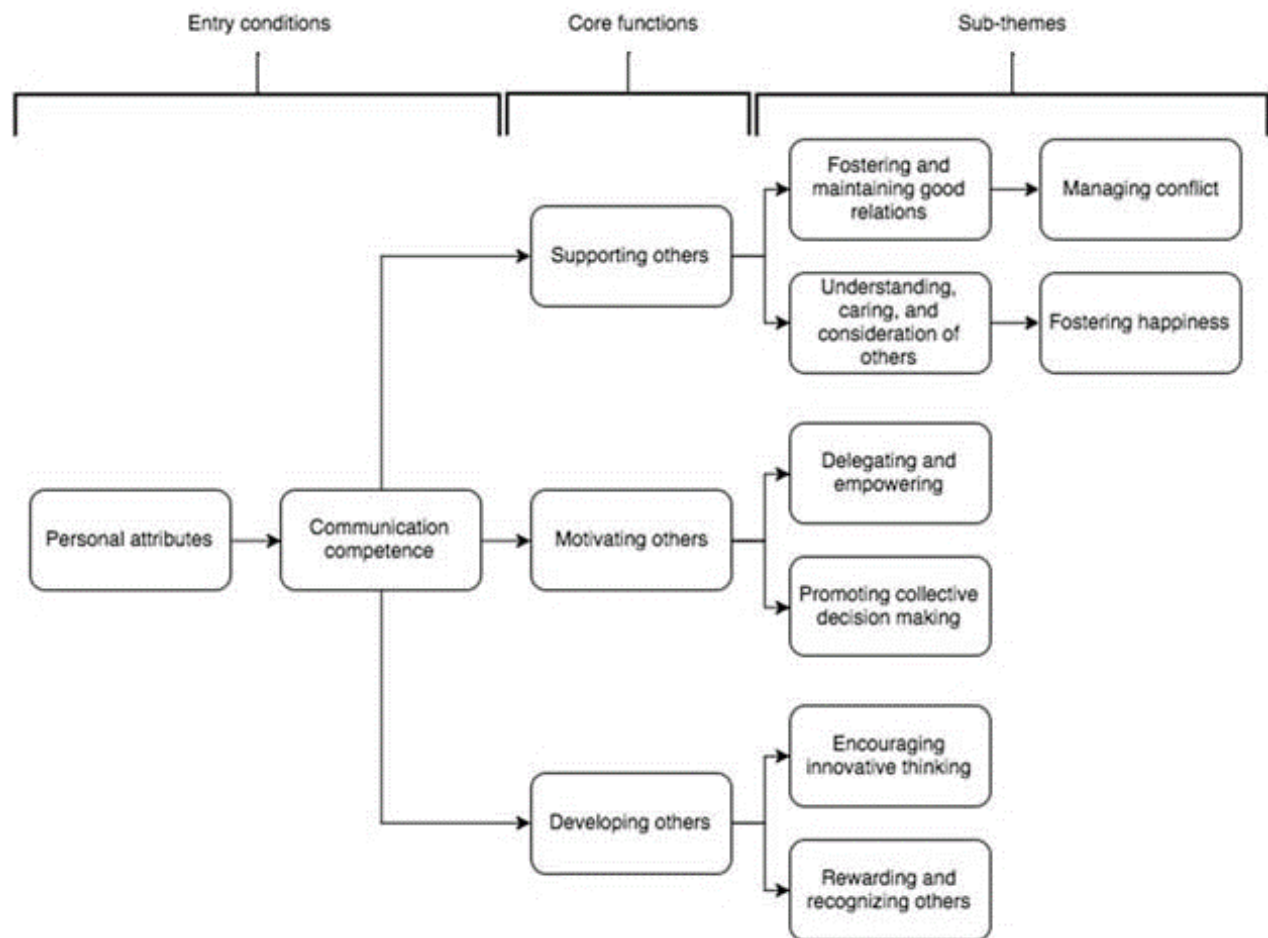 Entry conditions
Core functions
Sub-themes
Fostering and
maintaining good
relations
Managing conflict
Supporting others
Understanding,
caring, and
consideration of
others
Fostering happiness
Delegating and
empowering
Personal attributes
Communication
competence
Motivating others
Promoting collective
decision making
Encouraging
innovative thinking
Developing others
Rewarding and
recognizing others